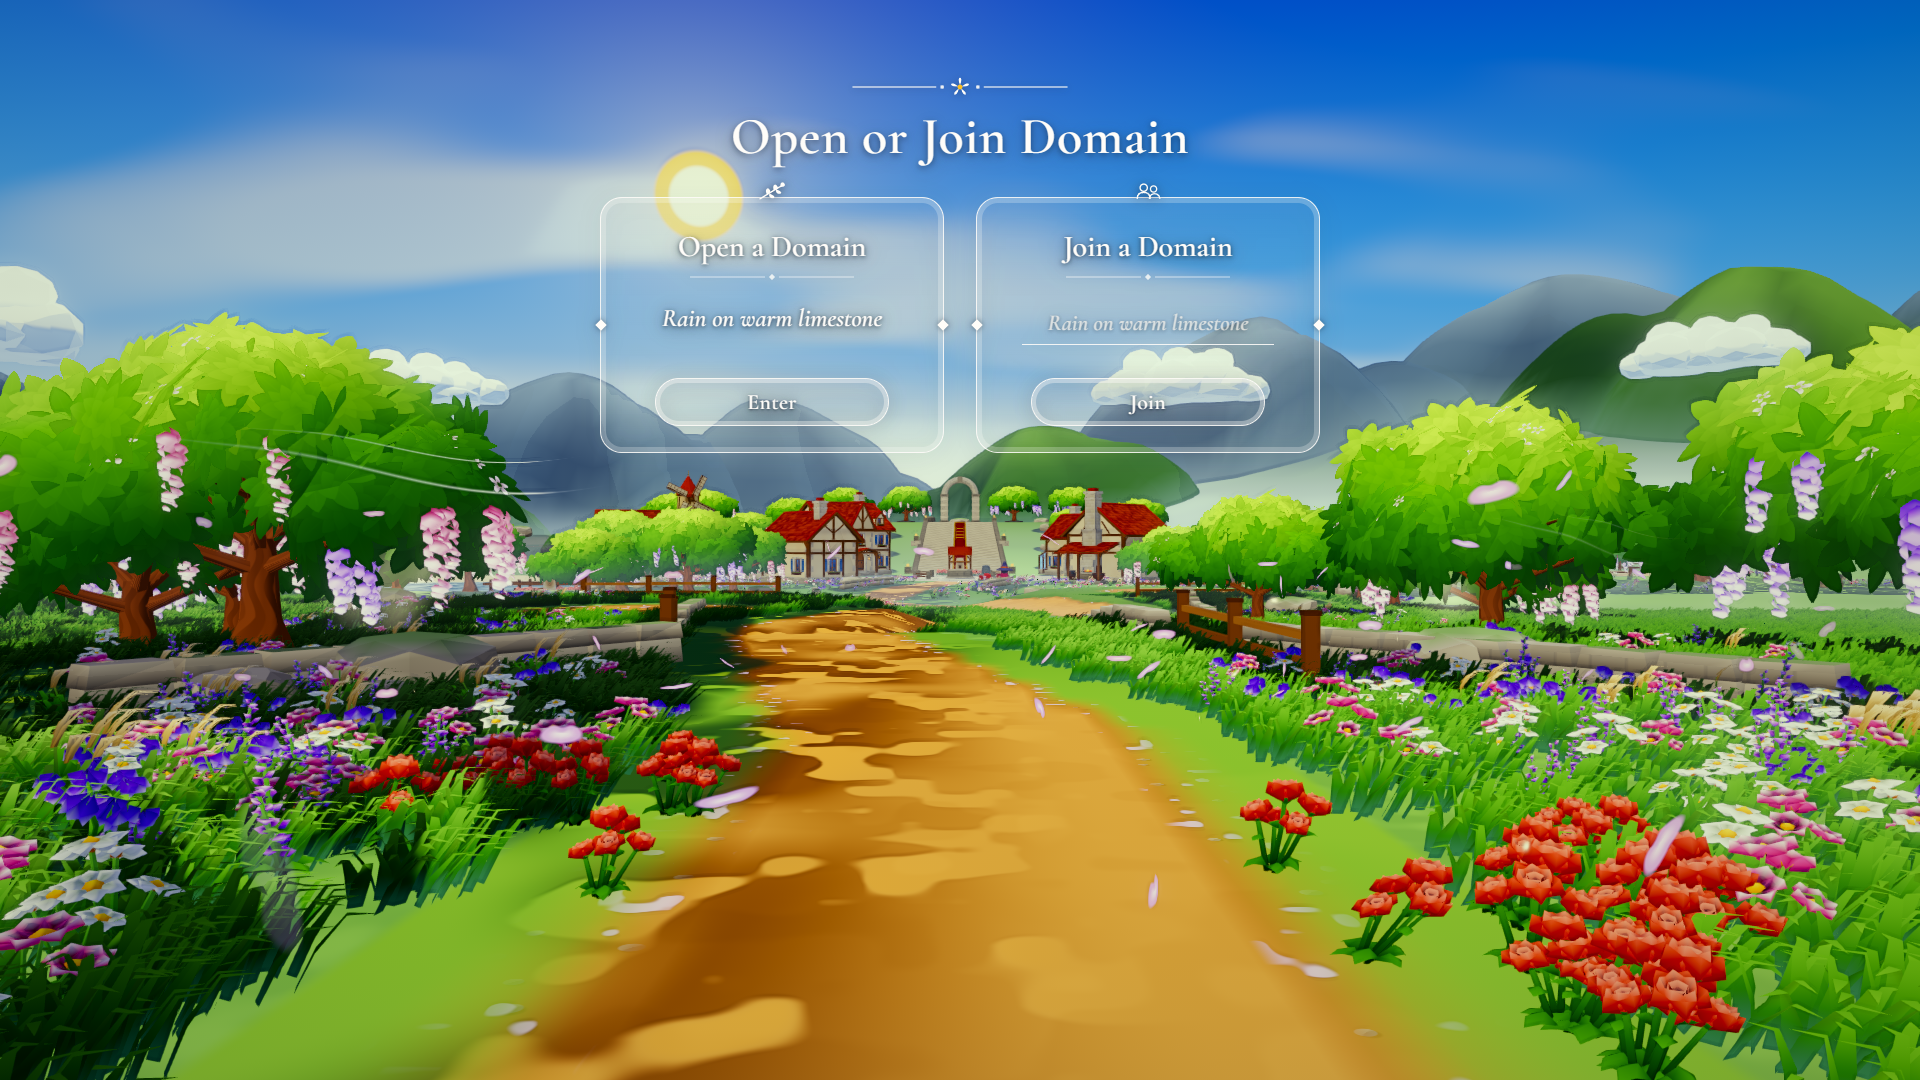 Open or Join Domain
Open a Domain
Rain on warm limestone
Enter
Join a Domain
Rain on warm limestone
Join